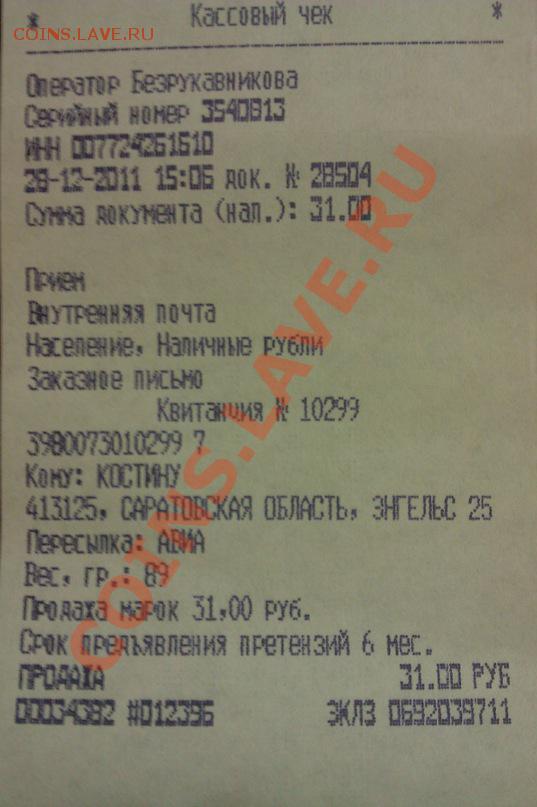 COINS.LAVE.RU
* Кассовый чек *
Оператор Безрукавникова
Серийный номер 3540813
ИНН 007724261610
28-12-2011 15:06 док. № 28504
Сумма документа (нал.): 31.00
Прием
Внутренняя почта
Население, Наличные рубли
Заказное письмо
Квитанция № 10299
3980073010299 7
Кому: КОСТИНУ
413125, САРАТОВСКАЯ ОБЛАСТЬ, ЭНГЕЛЬС 25
Пересылка: АВИА
Вес, гр.: 89
Продажа марок 31,00 руб.
Срок предъявления претензий 6 мес.
ПРОДАЖА 31.00 РУБ
00034382 #012396 ЭКЛЗ 0692039711
COINS.LAVE.RU